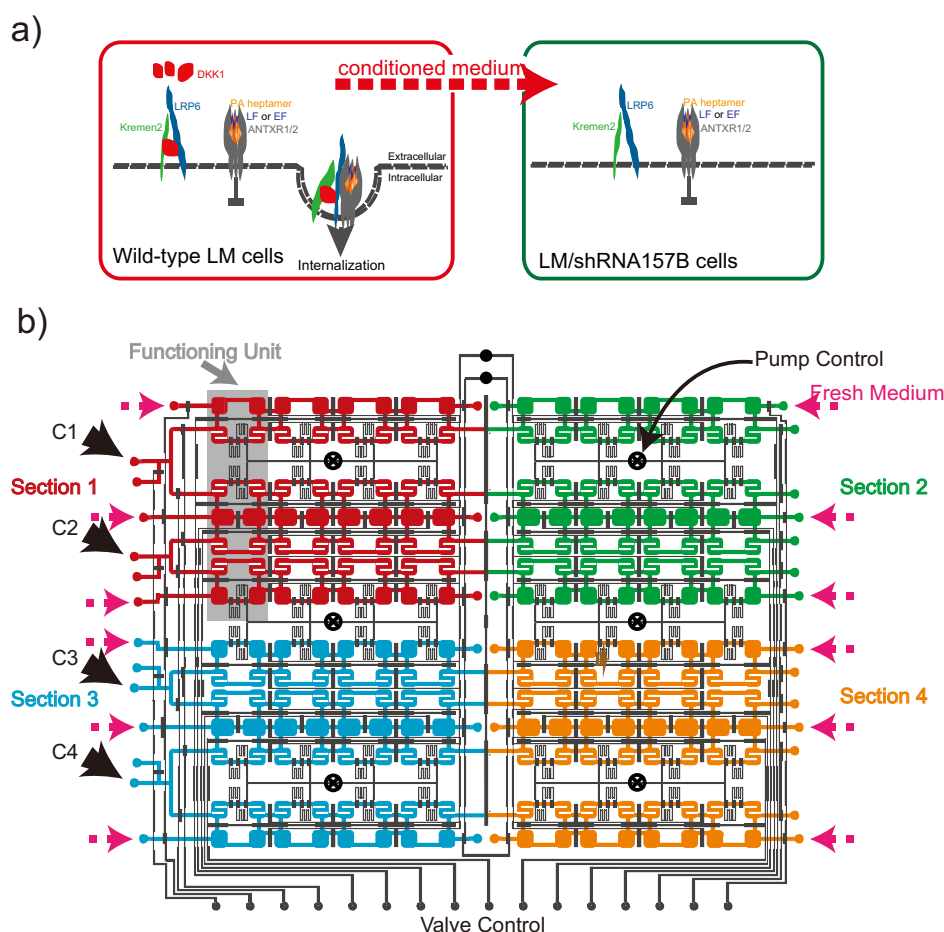 a)
DKK1
conditioned medium
LRP6
Kremen2
PA heptamer
LF or EF
ANTXR1/2
Extracellular
Intracellular
Wild-type LM cells
Internalization
LRP6
Kremen2
PA heptamer
LF or EF
ANTXR1/2
LM/shRNA157B cells
b)
Functioning Unit
Pump Control
Fresh Medium
C1
Section 1
Section 2
C2
C3
Section 3
Section 4
C4
Valve Control